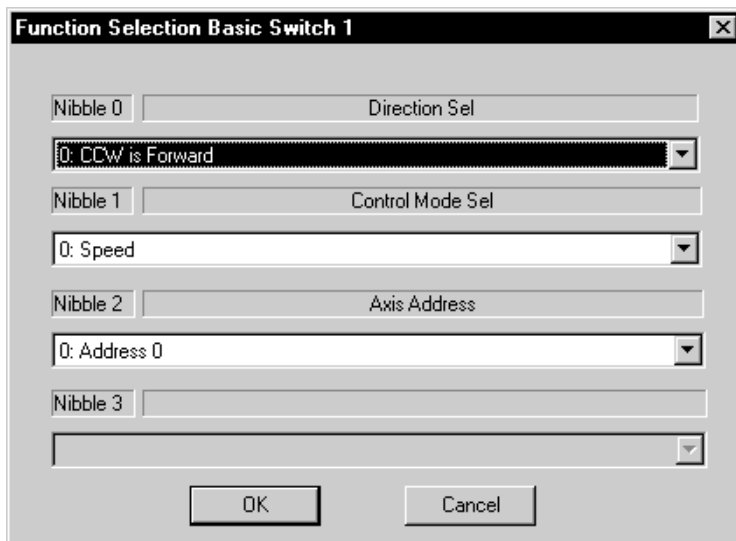 Function Selection Basic Switch 1
Nibble 0 Direction Sel
0: CCW is Forward
Nibble 1 Control Mode Sel
0: Speed
Nibble 2 Axis Address
0: Address 0
Nibble 3
OK Cancel